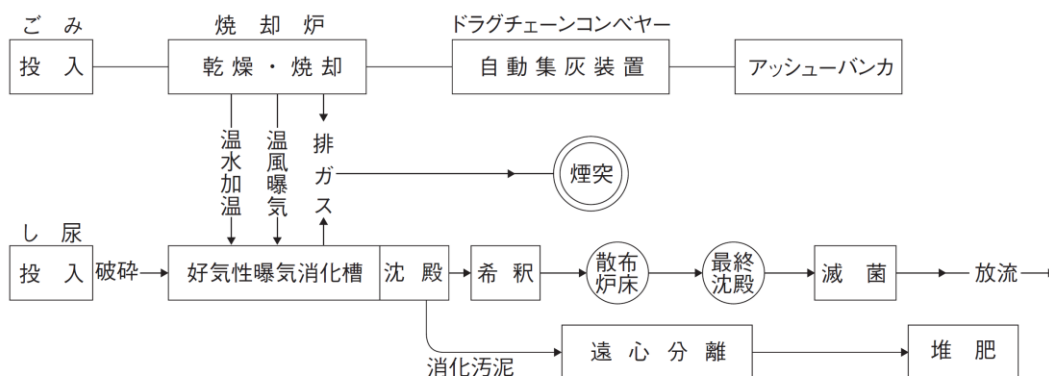 ごみ
焼却炉
ドラグチェーンコンベヤー
投入
乾燥・焼却
自動集灰装置
アッシューバンカ
温水加温
温風曝気
排ガス
煙突
し尿
投入
破砕
好気性曝気消化槽
沈殿
希釈
散布
炉床
最終
沈殿
滅菌
放流
消化汚泥
遠心分離
堆肥